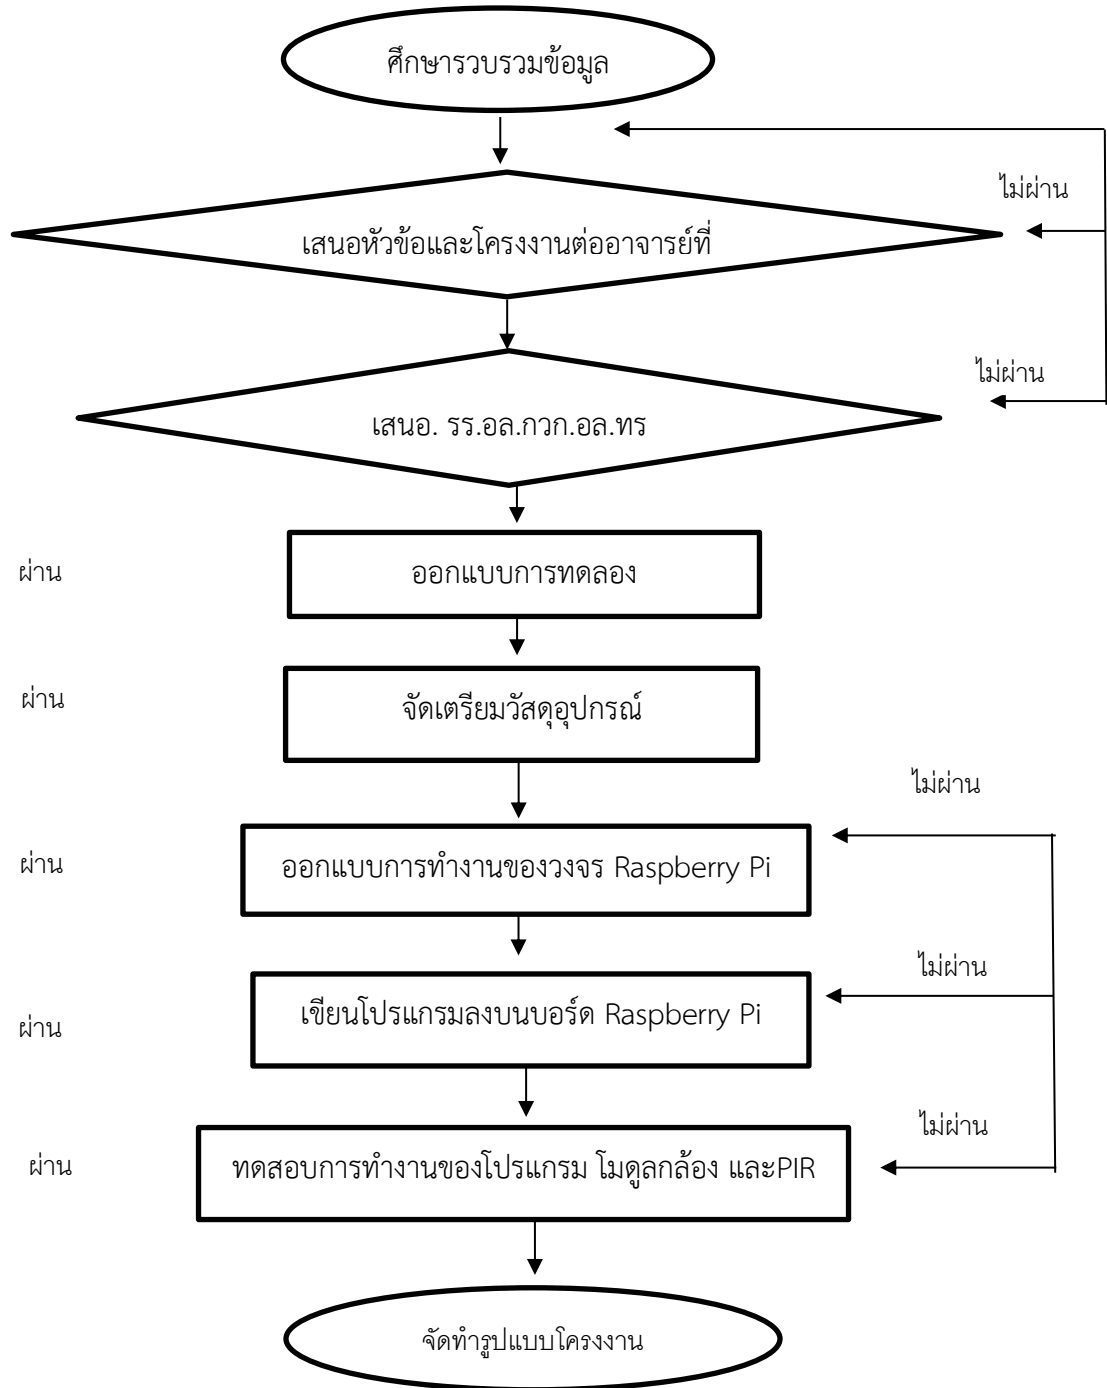 ศึกษารวบรวมข้อมูล
ไม่ผ่าน
เสนอหัวข้อและโครงงานต่ออาจารย์ที่
ไม่ผ่าน
เสนอ. รร.อล.กวก.อล.ทร
ผ่าน
ออกแบบการทดลอง
ผ่าน
จัดเตรียมวัสดุอุปกรณ์
ไม่ผ่าน
ผ่าน
ออกแบบการทำงานของวงจร Raspberry Pi
ไม่ผ่าน
ผ่าน
เขียนโปรแกรมลงบนบอร์ด Raspberry Pi
ไม่ผ่าน
ผ่าน
ทดสอบการทำงานของโปรแกรม โมดูลกล้อง และPIR
จัดทำรูปแบบโครงงาน